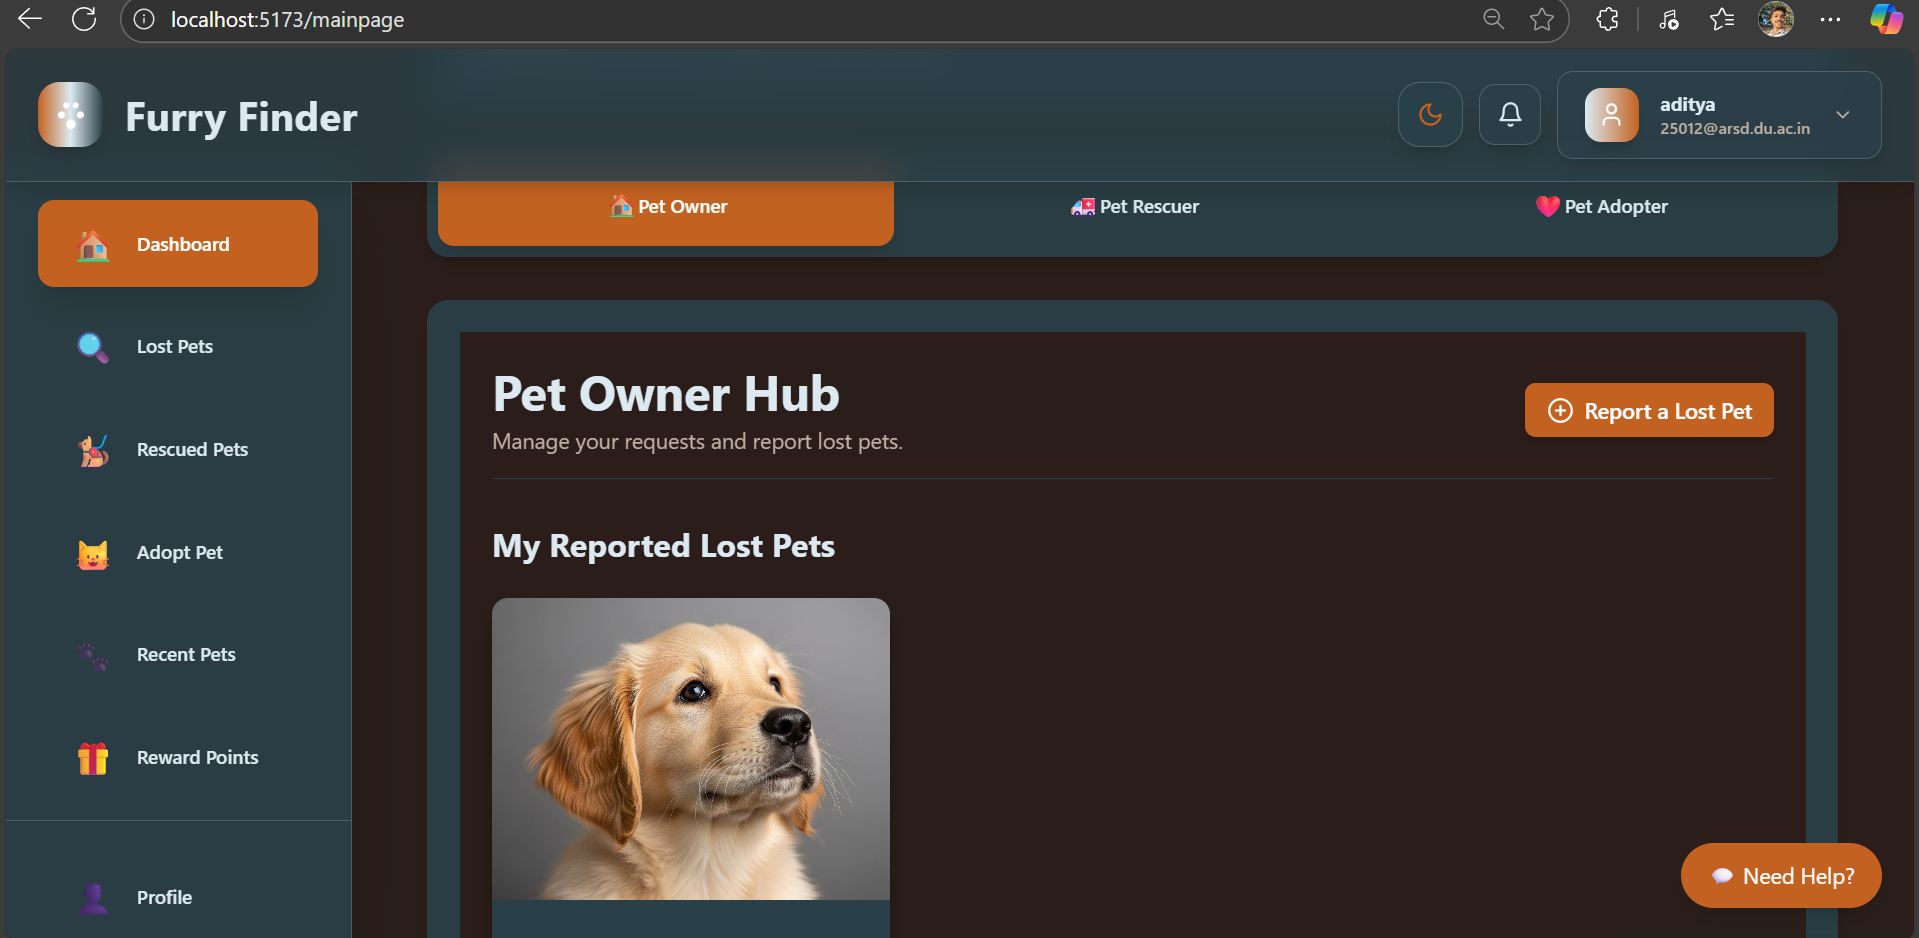 localhost:5173/mainpage
Furry Finder
aditya
25012@arsd.du.ac.in
Pet Owner
Pet Rescuer
Pet Adopter
Dashboard
Lost Pets
Rescued Pets
Adopt Pet
Recent Pets
Reward Points
Profile
Pet Owner Hub
Manage your requests and report lost pets.
Report a Lost Pet
My Reported Lost Pets
Need Help?